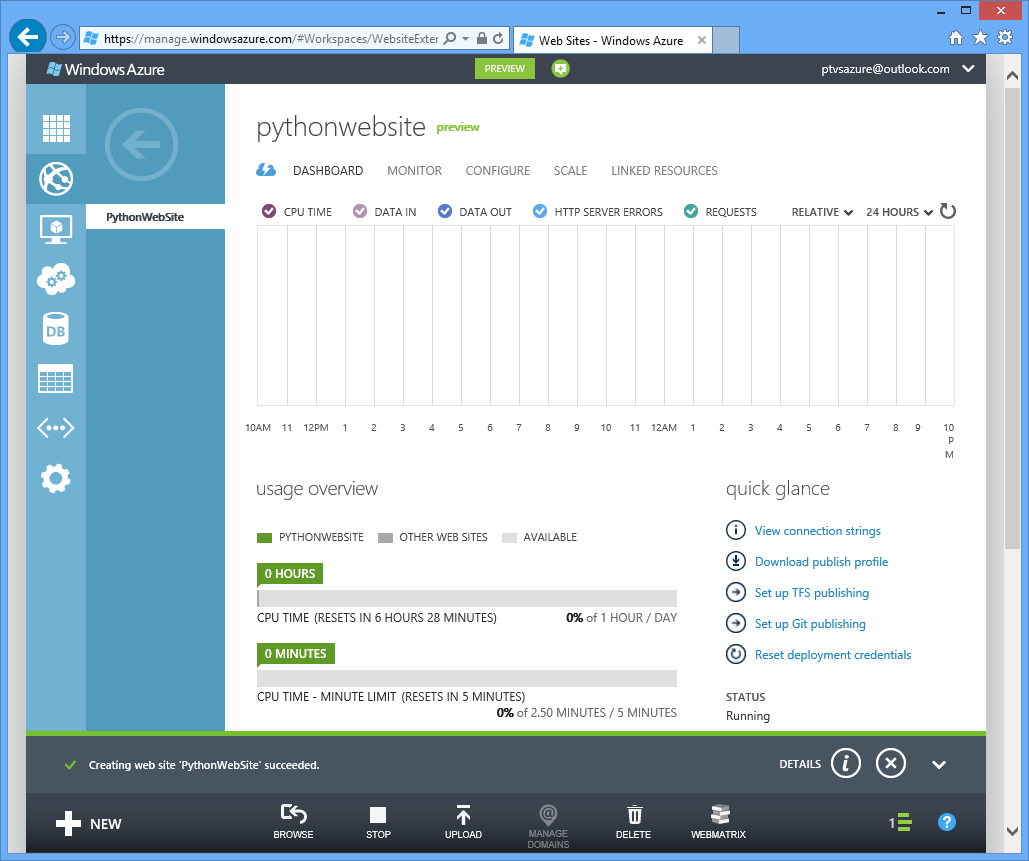 https://manage.windowsazure.com/#Workspaces/WebsiteExter
Web Sites - Windows Azure
Windows Azure
PREVIEW
ptvsazure@outlook.com
pythonwebsite preview
DASHBOARD MONITOR CONFIGURE SCALE LINKED RESOURCES
PythonWebSite
CPU TIME DATA IN DATA OUT HTTP SERVER ERRORS REQUESTS RELATIVE 24 HOURS
DB
10AM 11 12PM 1 2 3 4 5 6 7 8 9 10 11 12AM 1 2 3 4 5 6 7 8 9 10
P
M
usage overview
PYTHONWEBSITE OTHER WEB SITES AVAILABLE
0 HOURS
CPU TIME (RESETS IN 6 HOURS 28 MINUTES) 0% of 1 HOUR / DAY
0 MINUTES
CPU TIME - MINUTE LIMIT (RESETS IN 5 MINUTES)
0% of 2.50 MINUTES / 5 MINUTES
quick glance
View connection strings
Download publish profile
Set up TFS publishing
Set up Git publishing
Reset deployment credentials
STATUS
Running
Creating web site 'PythonWebSite' succeeded.
DETAILS
NEW
BROWSE
STOP
UPLOAD
MANAGE
DOMAINS
DELETE
WEBMATRIX
1